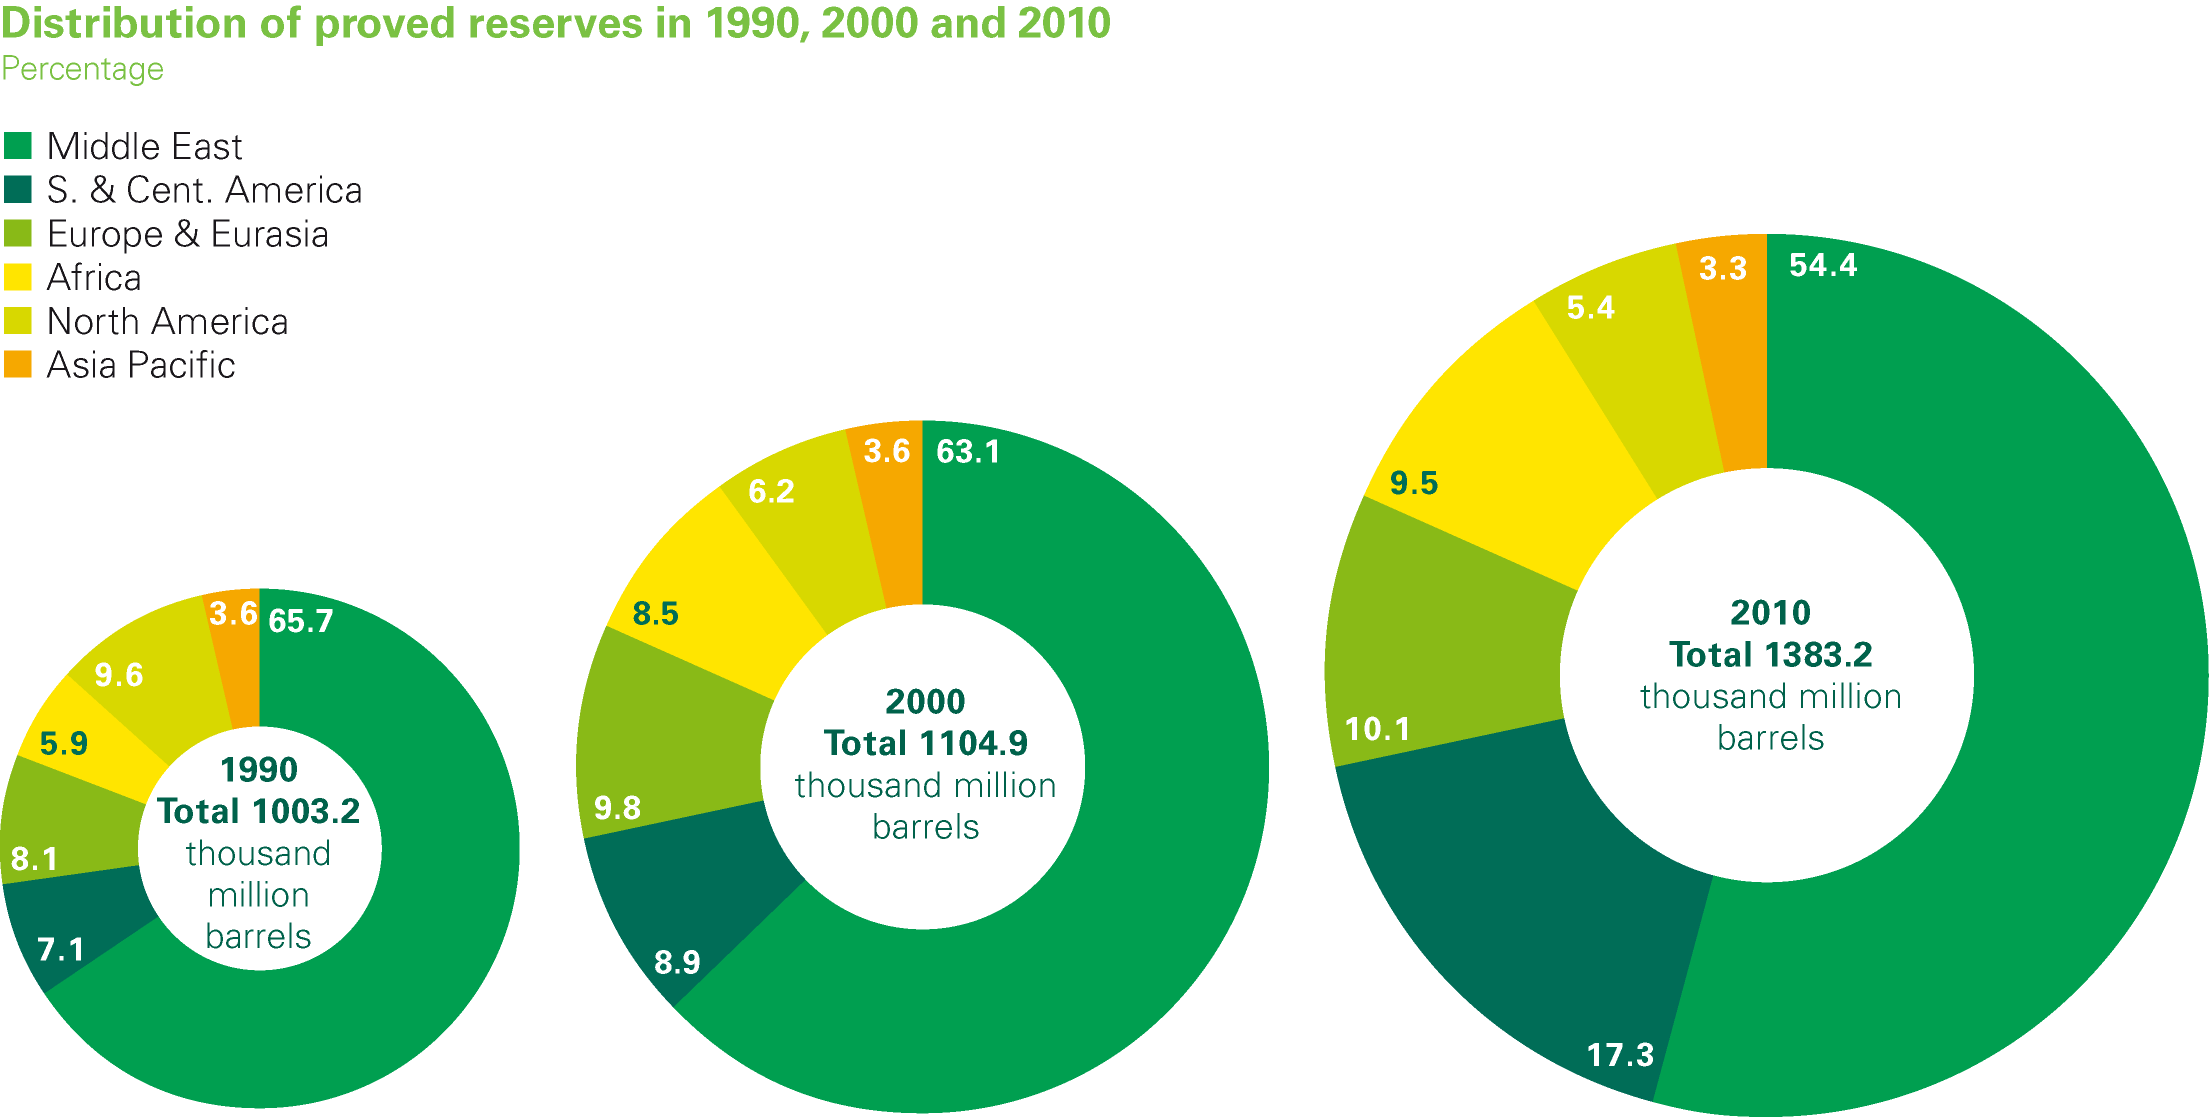 Distribution of proved reserves in 1990, 2000 and 2010
Percentage
Middle East
S. & Cent. America
Europe & Eurasia
Africa
North America
Asia Pacific
3.6
65.7
9.6
5.9
8.1
7.1
1990
Total 1003.2
thousand
million
barrels
3.6
63.1
6.2
8.5
9.8
8.9
2000
Total 1104.9
thousand million
barrels
3.3
54.4
5.4
9.5
10.1
17.3
2010
Total 1383.2
thousand million
barrels